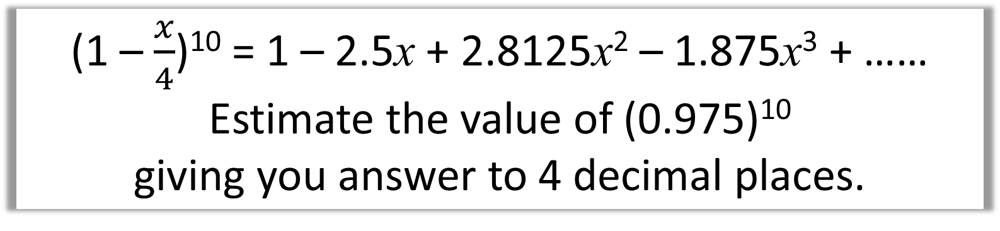 (1 – x/4)¹⁰ = 1 – 2.5x + 2.8125x² – 1.875x³ + ......
Estimate the value of (0.975)¹⁰
giving you answer to 4 decimal places.